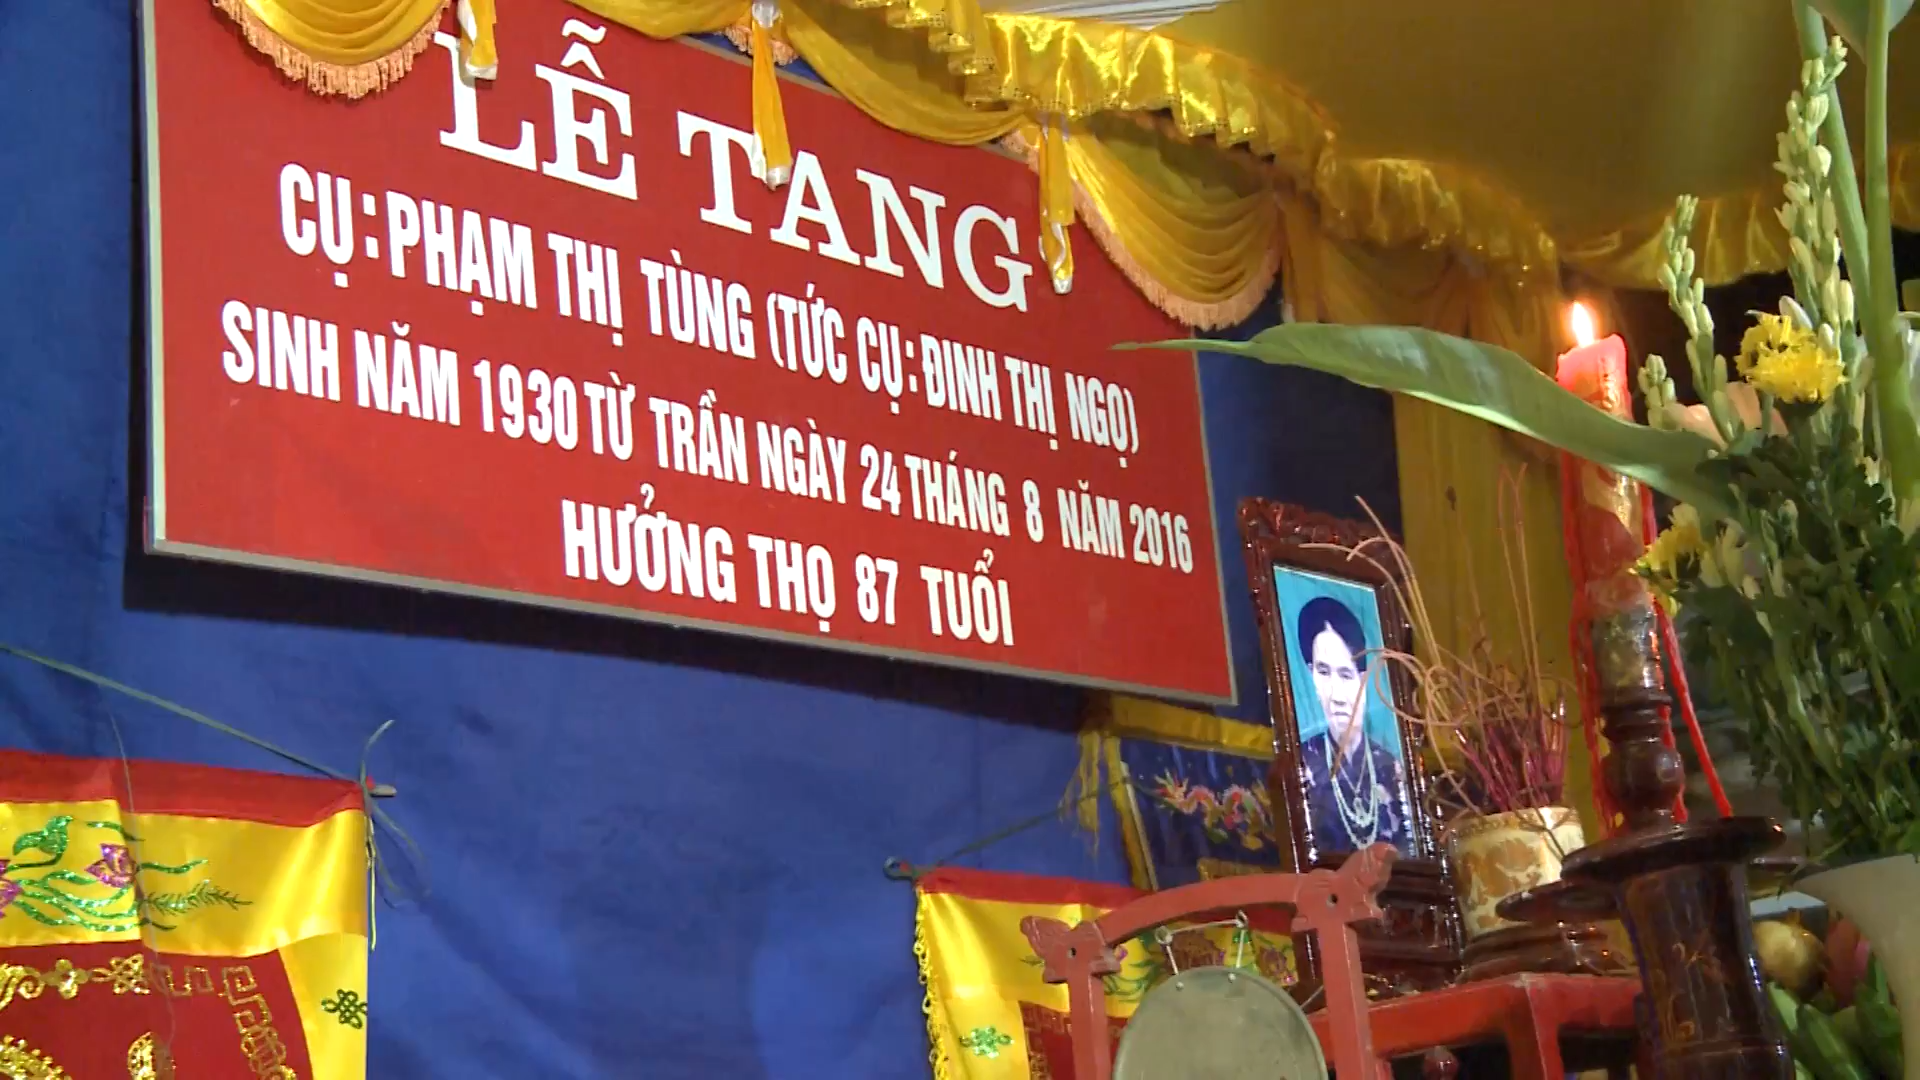 LỄ TANG
CỤ: PHẠM THỊ TÙNG (TỨC CỤ: ĐINH THỊ NGỌ)
SINH NĂM 1930 TỪ TRẦN NGÀY 24 THÁNG 8 NĂM 2016
HƯỞNG THỌ 87 TUỔI